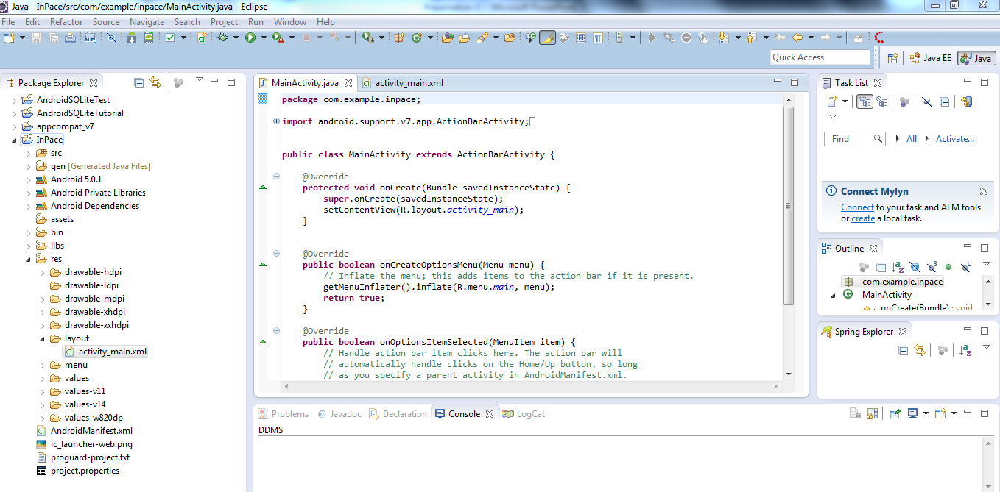 Java - InPace/src/com/example/inpace/MainActivity.java - Eclipse
File Edit Refactor Source Navigate Search Project Run Window Help
Quick Access
Java EE
Java
Package Explorer
AndroidSQLiteTest
AndroidSQLiteTutorial
appcompat_v7
InPace
src
gen [Generated Java Files]
Android 5.0.1
Android Private Libraries
Android Dependencies
assets
bin
libs
res
drawable-hdpi
drawable-ldpi
drawable-mdpi
drawable-xhdpi
drawable-xxhdpi
layout
activity_main.xml
menu
values
values-v11
values-v14
values-w820dp
AndroidManifest.xml
ic_launcher-web.png
proguard-project.txt
project.properties
MainActivity.java
activity_main.xml
package com.example.inpace;
import android.support.v7.app.ActionBarActivity;
public class MainActivity extends ActionBarActivity {
@Override
protected void onCreate(Bundle savedInstanceState) {
super.onCreate(savedInstanceState);
setContentView(R.layout.activity_main);
}
@Override
public boolean onCreateOptionsMenu(Menu menu) {
// Inflate the menu; this adds items to the action bar if it is present.
getMenuInflater().inflate(R.menu.main, menu);
return true;
}
@Override
public boolean onOptionsItemSelected(MenuItem item) {
// Handle action bar item clicks here. The action bar will
// automatically handle clicks on the Home/Up button, so long
// as you specify a parent activity in AndroidManifest.xml.
Problems @ Javadoc Declaration Console LogCat
DDMS
Task List
Find
All
Activate...
Connect Mylyn
Connect to your task and ALM tools
or create a local task.
Outline
com.example.inpace
MainActivity
onCreate(Bundle) : void
Spring Explorer